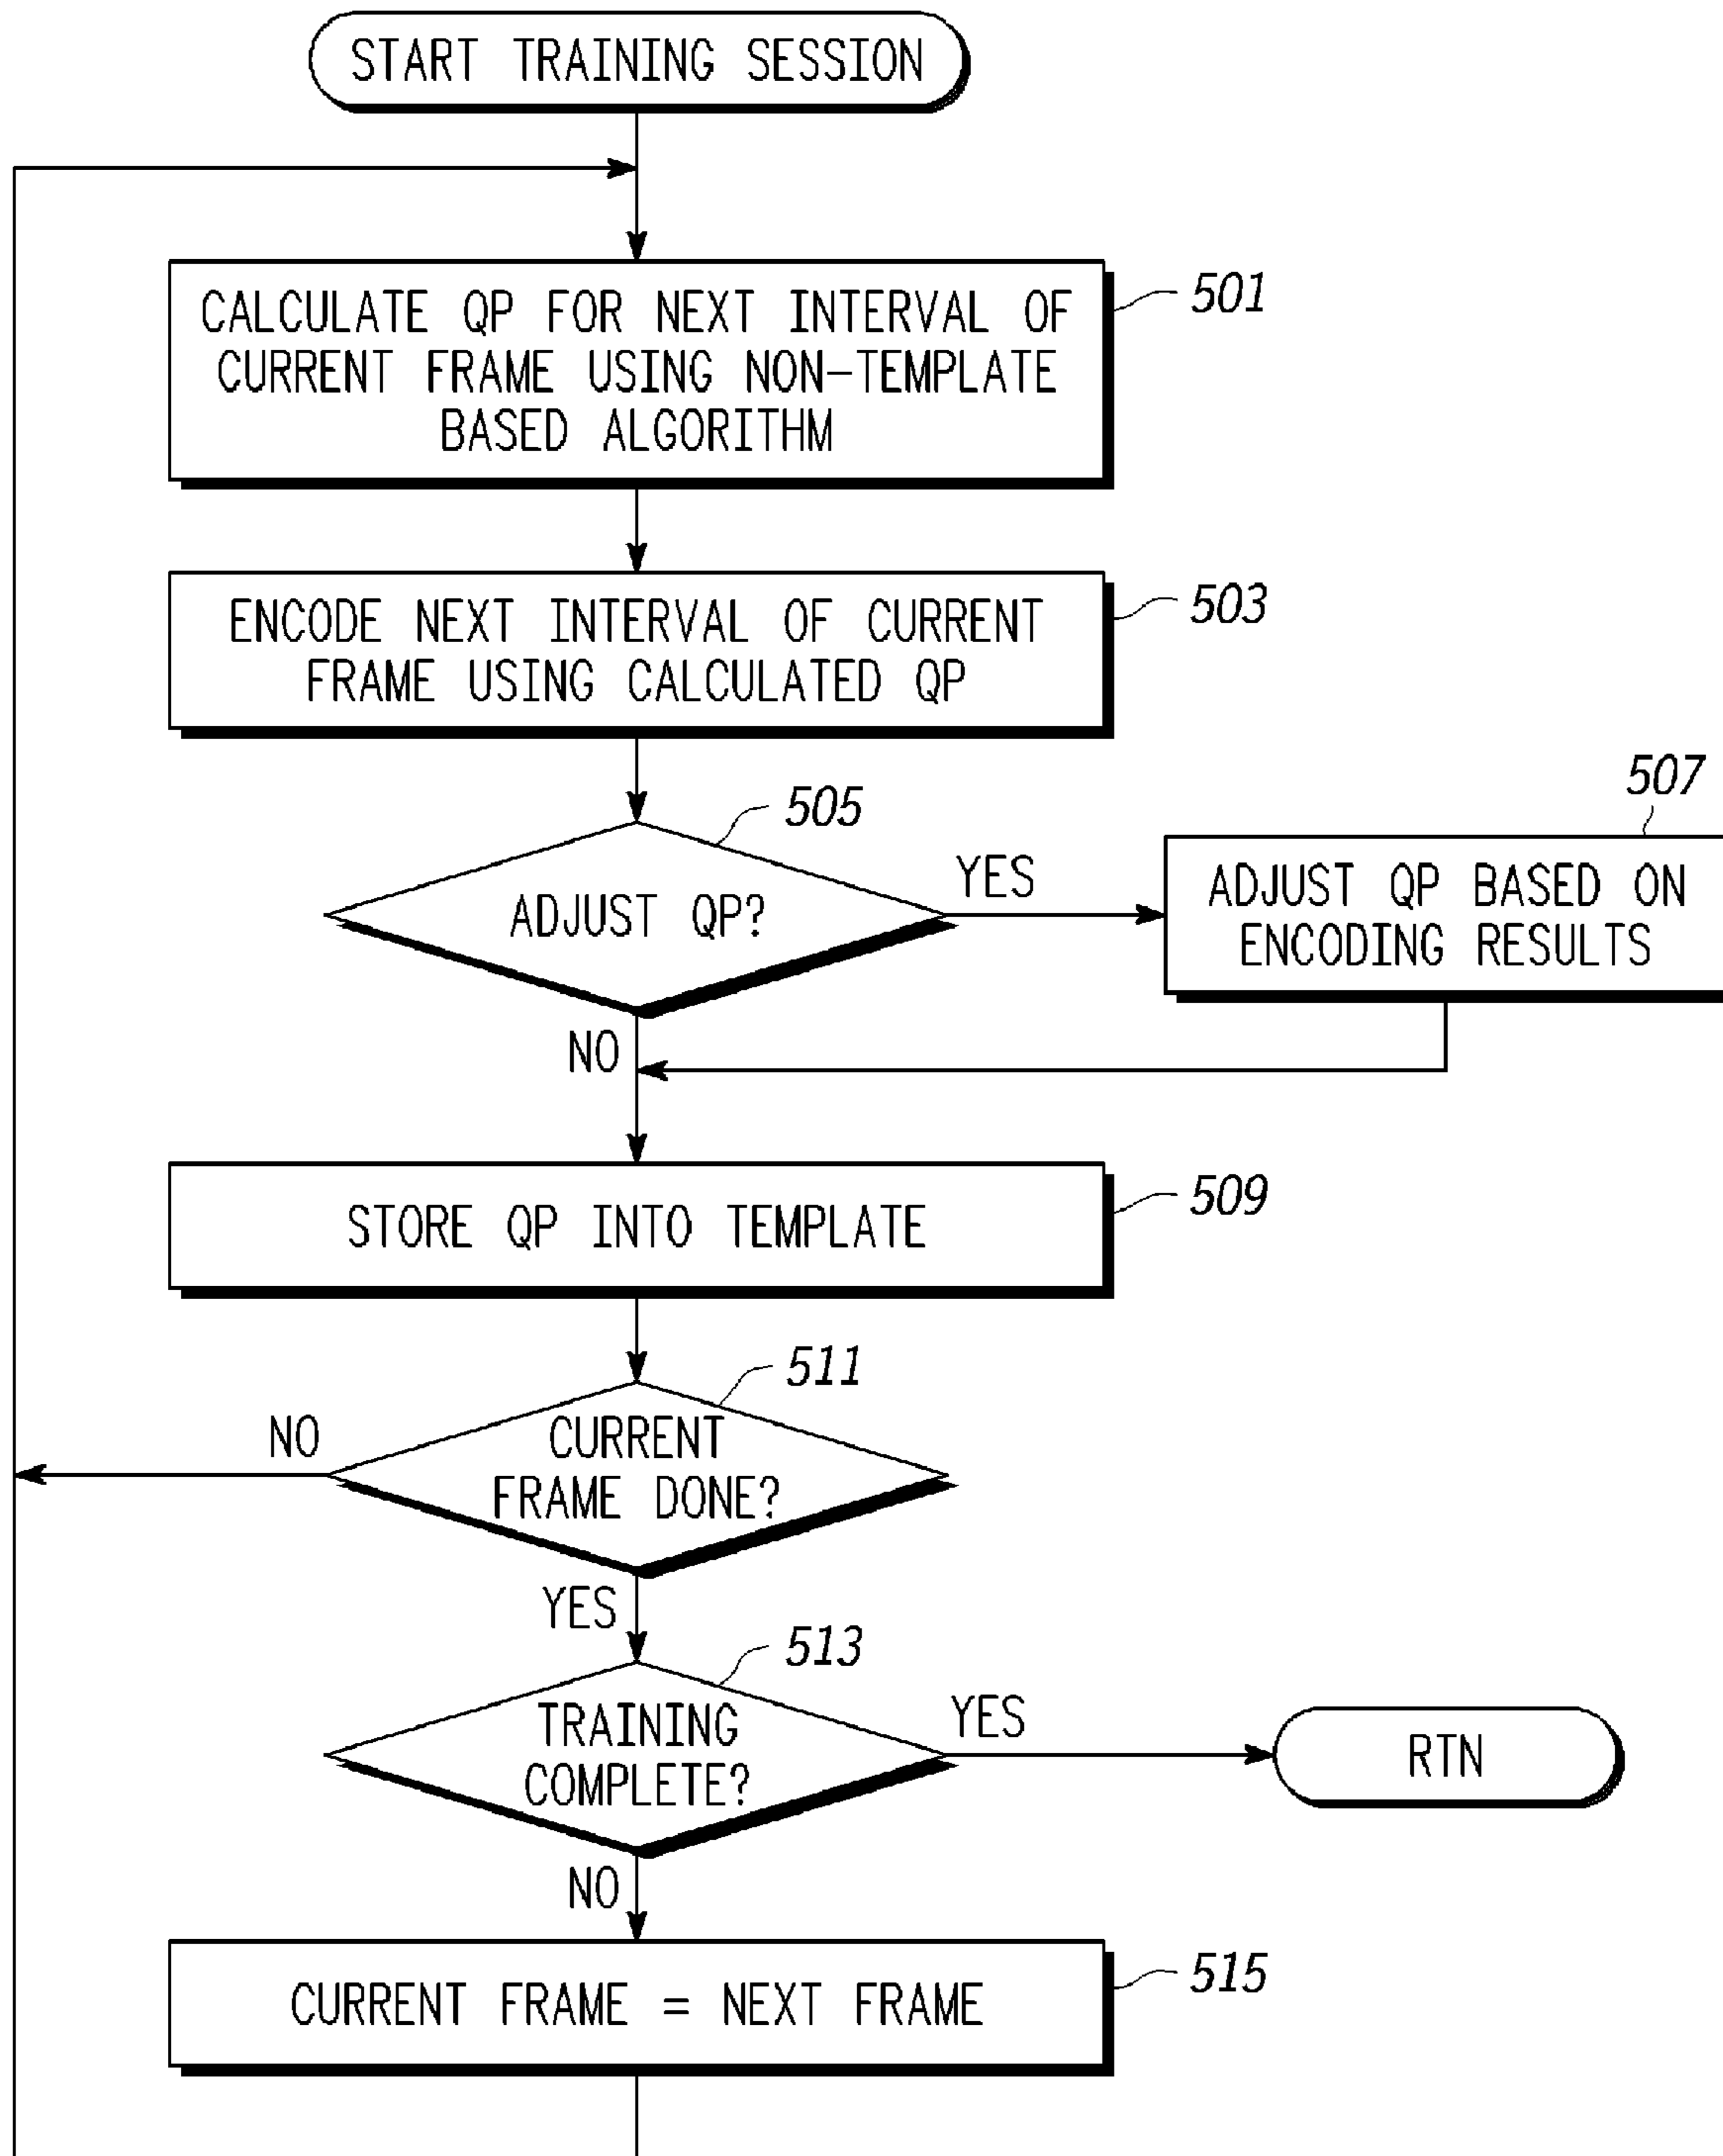 START TRAINING SESSION
CALCULATE QP FOR NEXT INTERVAL OF
CURRENT FRAME USING NON-TEMPLATE
BASED ALGORITHM
501
ENCODE NEXT INTERVAL OF CURRENT
FRAME USING CALCULATED QP
503
505
ADJUST QP?
YES
507
ADJUST QP BASED ON
ENCODING RESULTS
NO
STORE QP INTO TEMPLATE
509
511
CURRENT
FRAME DONE?
NO
YES
513
TRAINING
COMPLETE?
YES
RTN
NO
CURRENT FRAME = NEXT FRAME
515